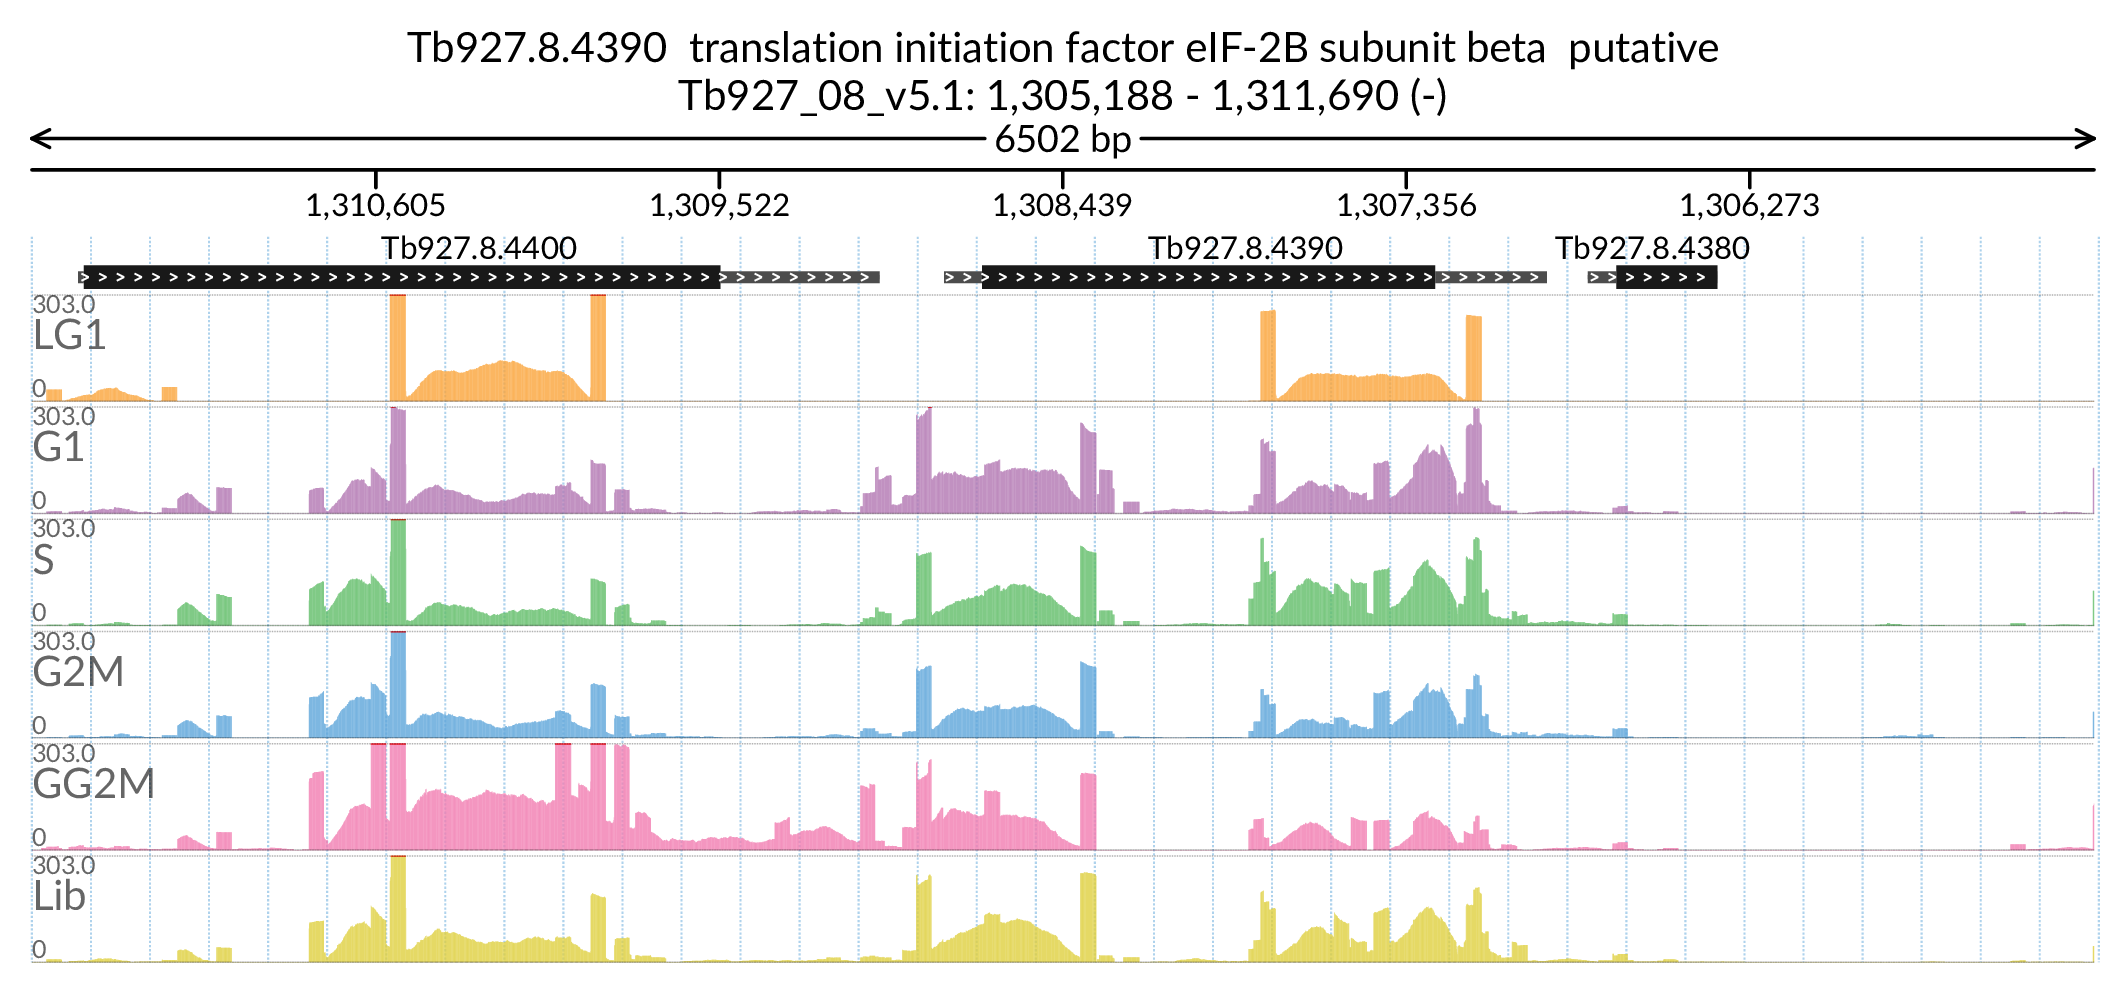 Tb927.8.4390  translation initiation factor eIF-2B subunit beta  putative
Tb927_08_v5.1: 1,305,188 - 1,311,690 (-)
6502 bp
1,310,605 1,309,522 1,308,439 1,307,356 1,306,273
Tb927.8.4400 Tb927.8.4390 Tb927.8.4380
303.0
LG1
0
303.0
G1
0
303.0
S
0
303.0
G2M
0
303.0
GG2M
0
303.0
Lib
0